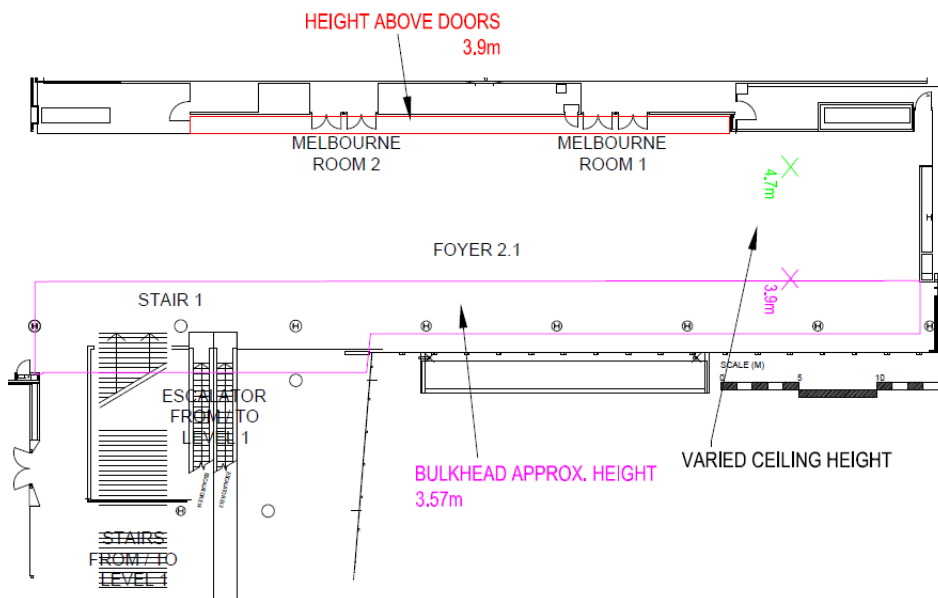 HEIGHT ABOVE DOORS
3.9m
MELBOURNE
ROOM 2
MELBOURNE
ROOM 1
4.7m
H
FOYER 2.1
3.9m
STAIR 1
H
H
H
H
H
H
H
SCALE (M)
0
5
10
ESCALATOR
FROM / TO
LEVEL 1
BULKHEAD APPROX. HEIGHT
3.57m
VARIED CEILING HEIGHT
H
STAIRS
FROM / TO
LEVEL 1